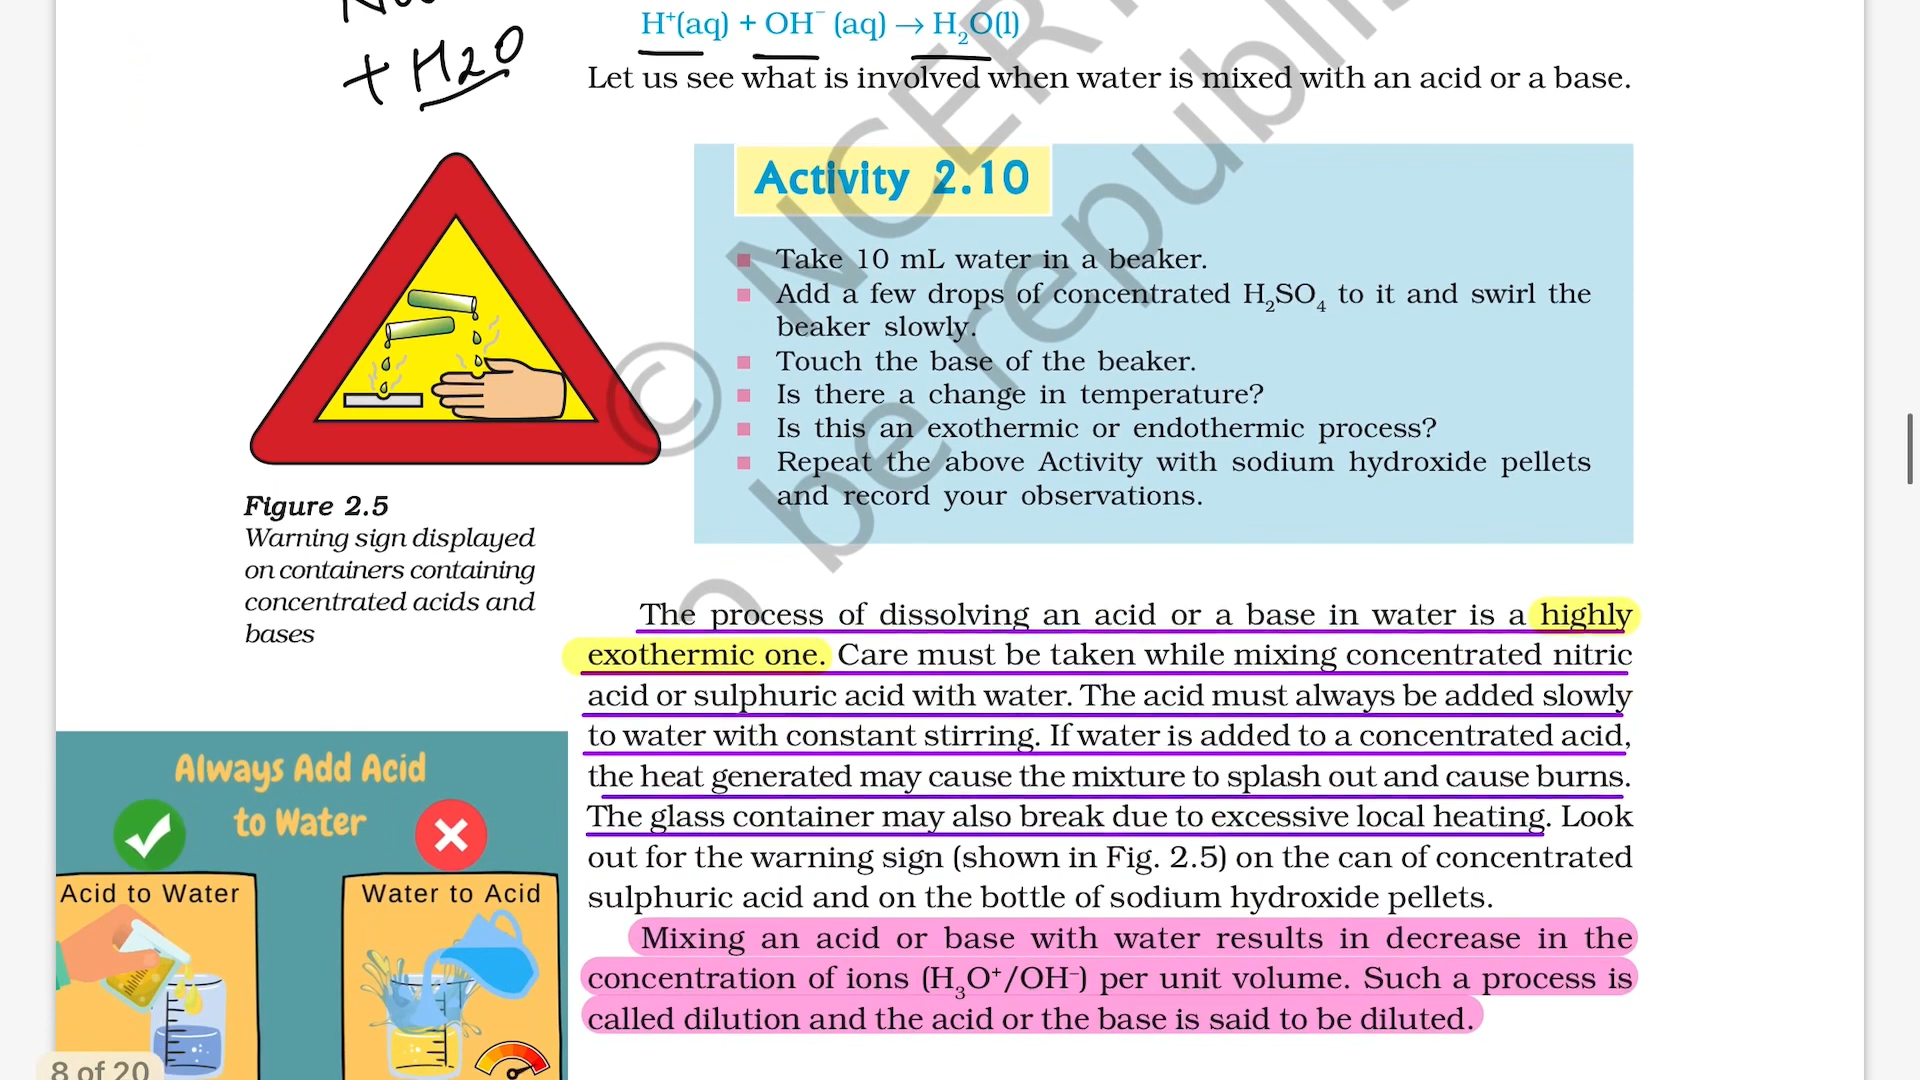 + H2O
H⁺(aq) + OH⁻ (aq) → H₂O(l)
Let us see what is involved when water is mixed with an acid or a base.
Activity 2.10
Take 10 mL water in a beaker.
Add a few drops of concentrated H₂SO₄ to it and swirl the
beaker slowly.
Touch the base of the beaker.
Is there a change in temperature?
Is this an exothermic or endothermic process?
Repeat the above Activity with sodium hydroxide pellets
and record your observations.
Figure 2.5
Warning sign displayed
on containers containing
concentrated acids and
bases
The process of dissolving an acid or a base in water is a highly
exothermic one. Care must be taken while mixing concentrated nitric
acid or sulphuric acid with water. The acid must always be added slowly
to water with constant stirring. If water is added to a concentrated acid,
the heat generated may cause the mixture to splash out and cause burns.
The glass container may also break due to excessive local heating. Look
out for the warning sign (shown in Fig. 2.5) on the can of concentrated
sulphuric acid and on the bottle of sodium hydroxide pellets.
Mixing an acid or base with water results in decrease in the
concentration of ions (H₃O⁺/OH⁻) per unit volume. Such a process is
called dilution and the acid or the base is said to be diluted.
Always Add Acid
to Water
Acid to Water
Water to Acid
8 of 20
© NCER
be republi